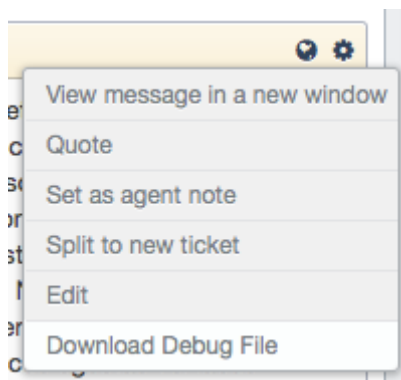 View message in a new window
Quote
Set as agent note
Split to new ticket
Edit
Download Debug File